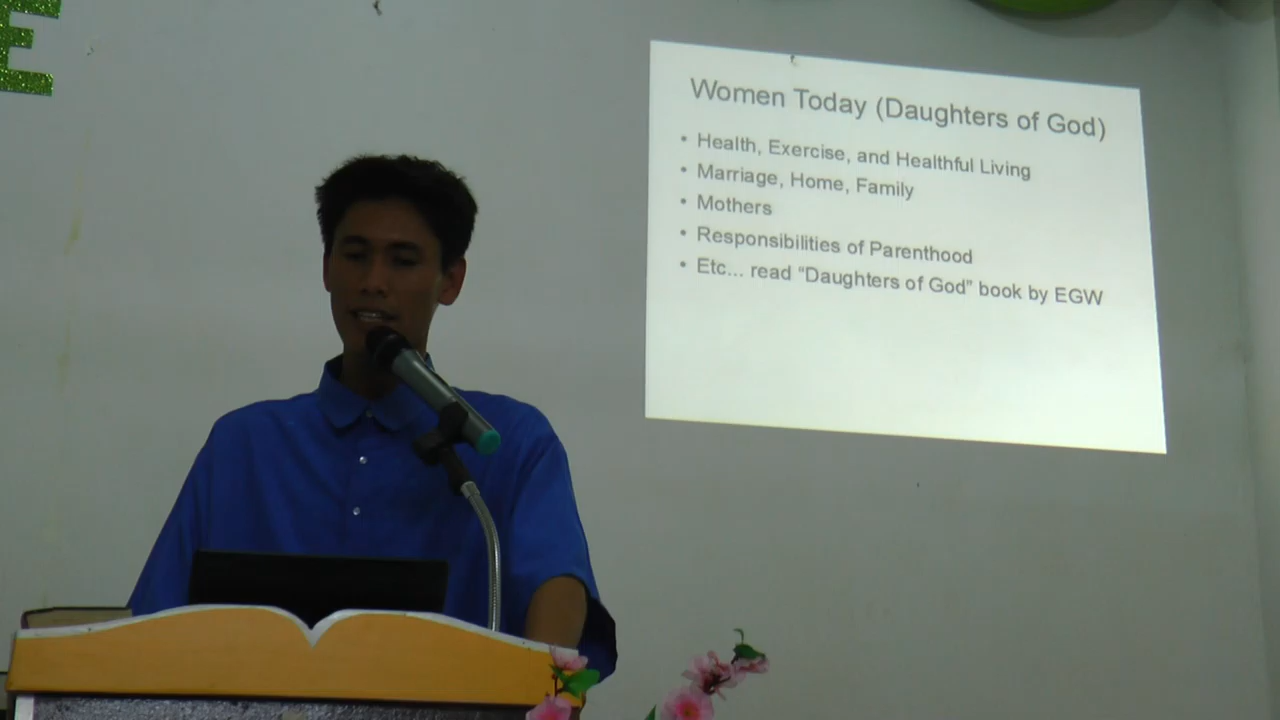 E
Women Today (Daughters of God)
• Health, Exercise, and Healthful Living
• Marriage, Home, Family
• Mothers
• Responsibilities of Parenthood
• Etc... read "Daughters of God" book by EGW